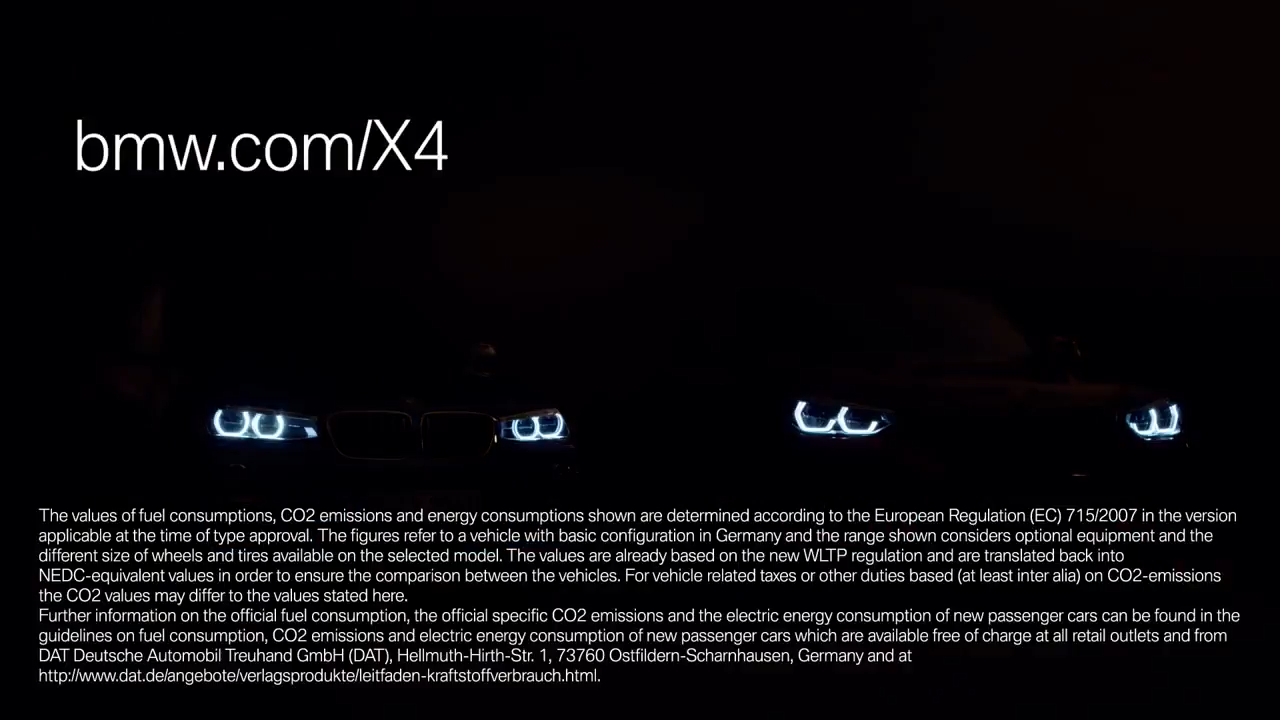 bmw.com/X4
The values of fuel consumptions, CO2 emissions and energy consumptions shown are determined according to the European Regulation (EC) 715/2007 in the version
applicable at the time of type approval. The figures refer to a vehicle with basic configuration in Germany and the range shown considers optional equipment and the
different size of wheels and tires available on the selected model. The values are already based on the new WLTP regulation and are translated back into
NEDC-equivalent values in order to ensure the comparison between the vehicles. For vehicle related taxes or other duties based (at least inter alia) on CO2-emissions
the CO2 values may differ to the values stated here.
Further information on the official fuel consumption, the official specific CO2 emissions and the electric energy consumption of new passenger cars can be found in the
guidelines on fuel consumption, CO2 emissions and electric energy consumption of new passenger cars which are available free of charge at all retail outlets and from
DAT Deutsche Automobil Treuhand GmbH (DAT), Hellmuth-Hirth-Str. 1, 73760 Ostfildern-Scharnhausen, Germany and at
http://www.dat.de/angebote/verlagsprodukte/leitfaden-kraftstoffverbrauch.html.